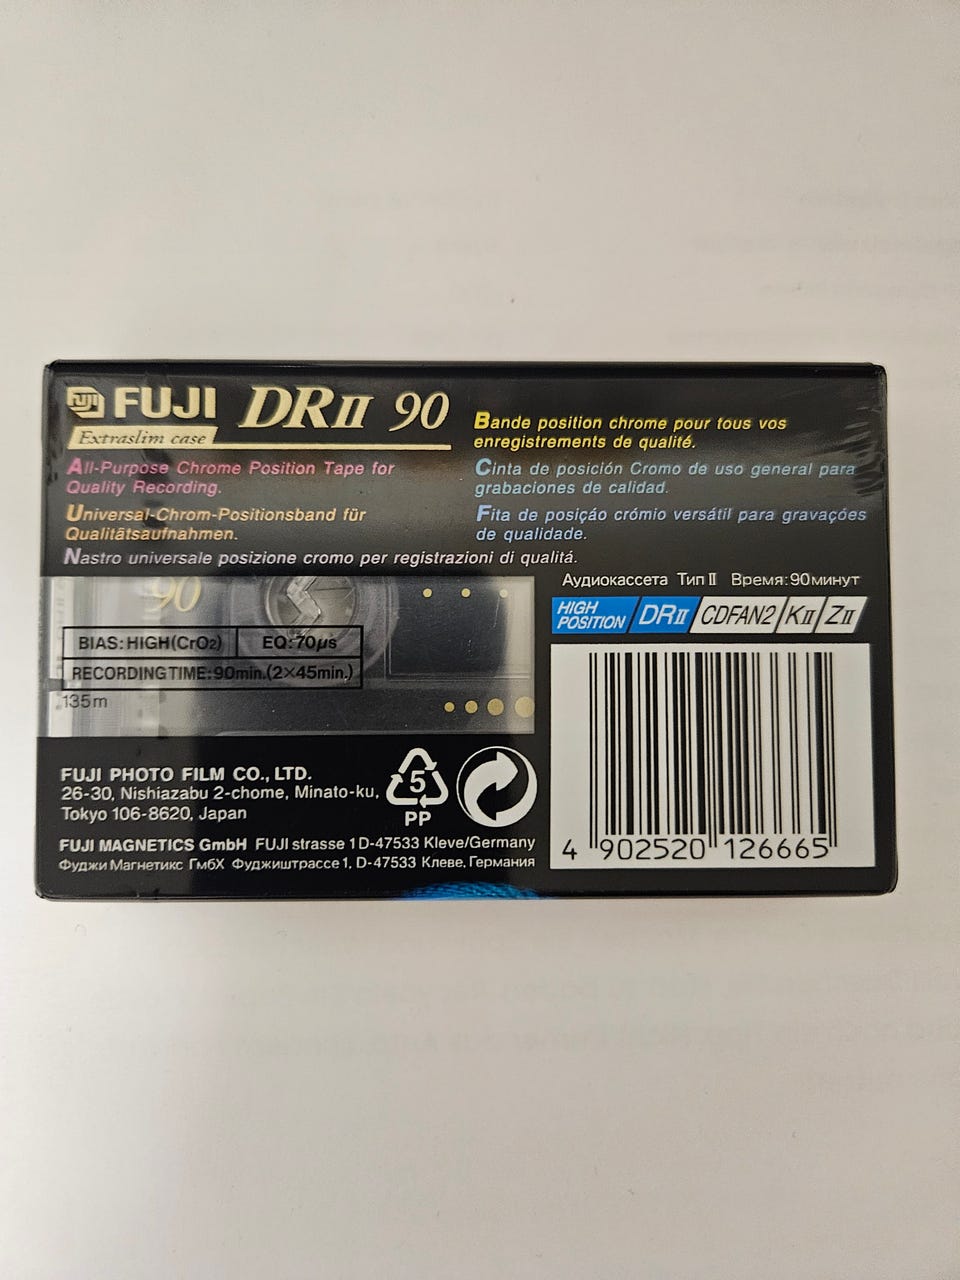 FUJI FUJI DRII 90
Extraslim case
All-Purpose Chrome Position Tape for
Quality Recording.
Universal-Chrom-Positionsband für
Qualitätsaufnahmen.
Nastro universale posizione cromo per registrazioni di qualitá.
Bande position chrome pour tous vos
enregistrements de qualité.
Cinta de posición Cromo de uso general para
grabaciones de calidad.
Fita de posiçáo crómio versátil para gravações
de qualidade.
Аудиокассета Тип II Время:90минут
HIGH POSITION DRII CDFAN2 KII ZII
90
BIAS:HIGH(CrO2) EQ:70µs
RECORDING TIME:90min.(2×45min.)
135m
FUJI PHOTO FILM CO., LTD.
26-30, Nishiazabu 2-chome, Minato-ku,
Tokyo 106-8620, Japan
5
PP
FUJI MAGNETICS GmbH FUJI strasse 1 D-47533 Kleve/Germany
Фуджи Магнетикс ГмбХ Фуджиштрассе 1, D-47533 Клеве, Германия
4 902520 126665